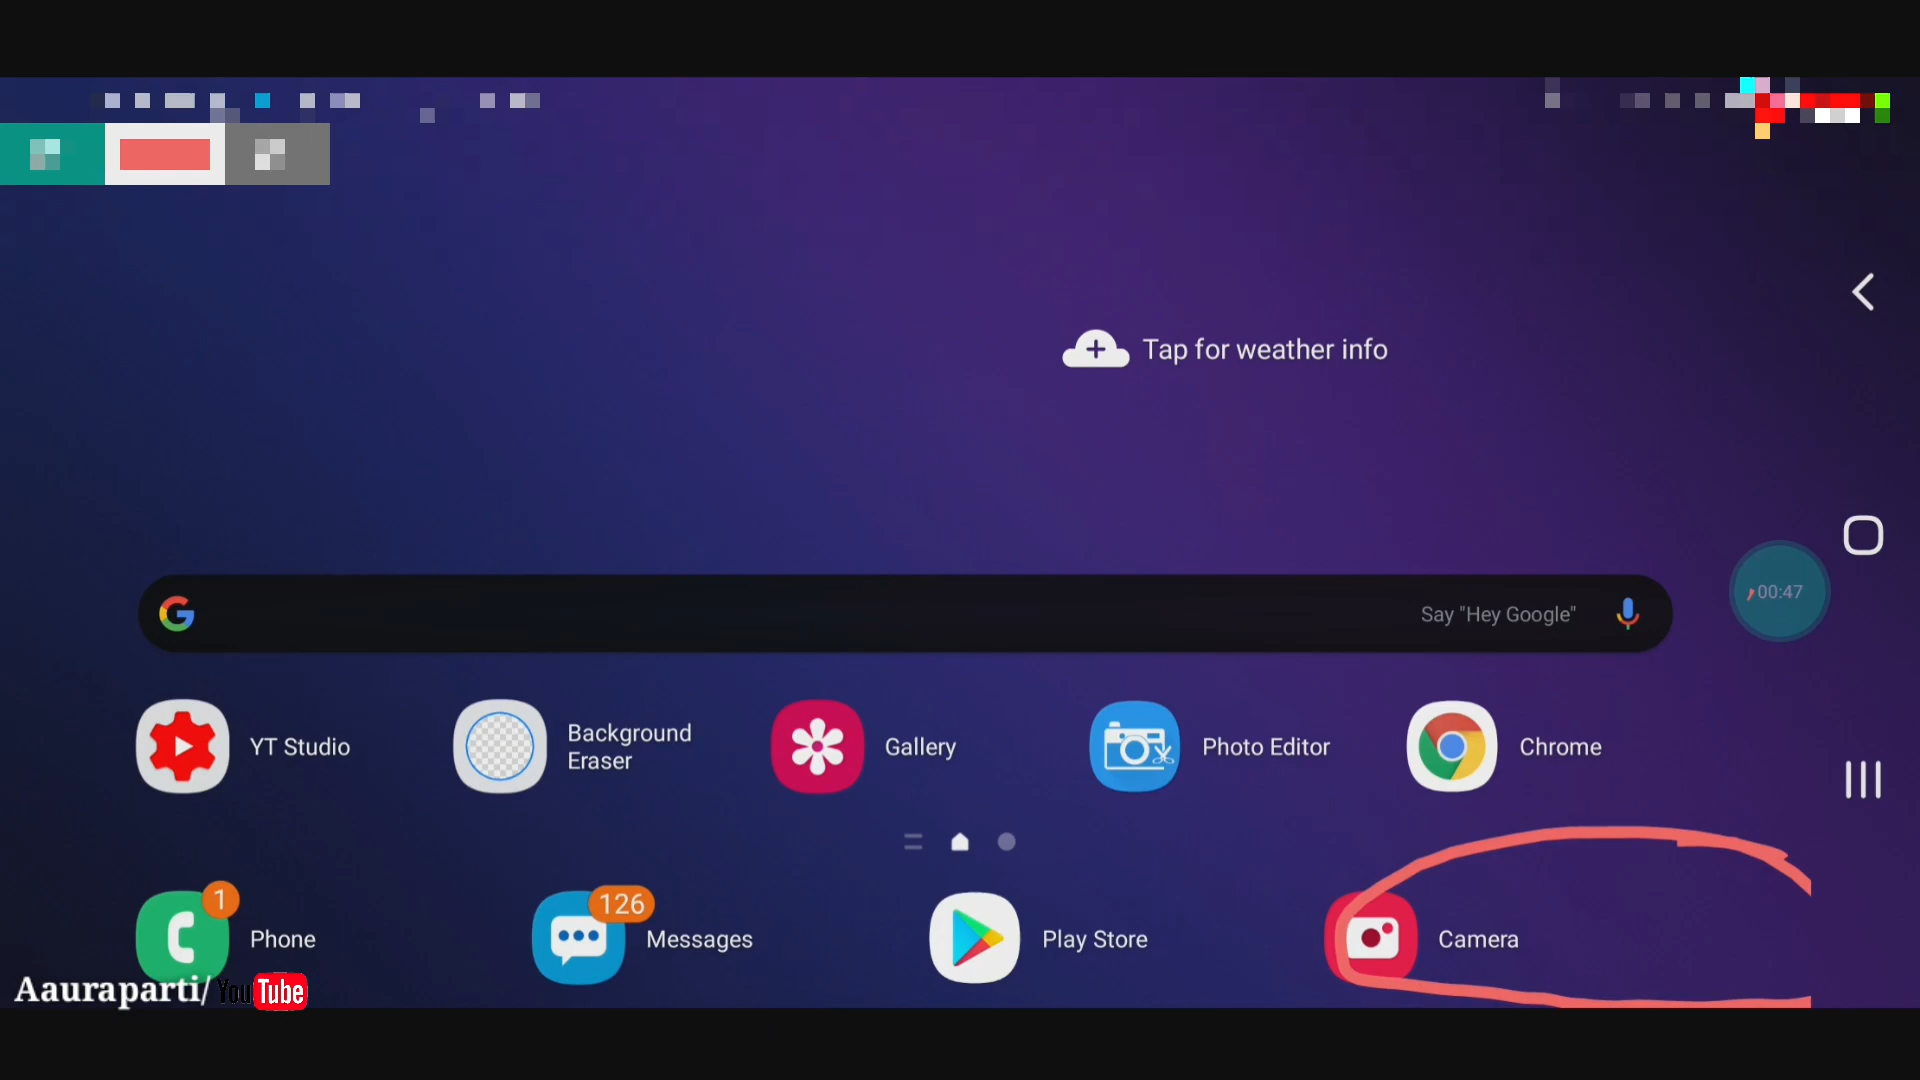 Tap for weather info
00:47
Say "Hey Google"
YT Studio
Background
Eraser
Gallery
Photo Editor
Chrome
1
Phone
126
Messages
Play Store
Camera
Aauraparti/YouTube